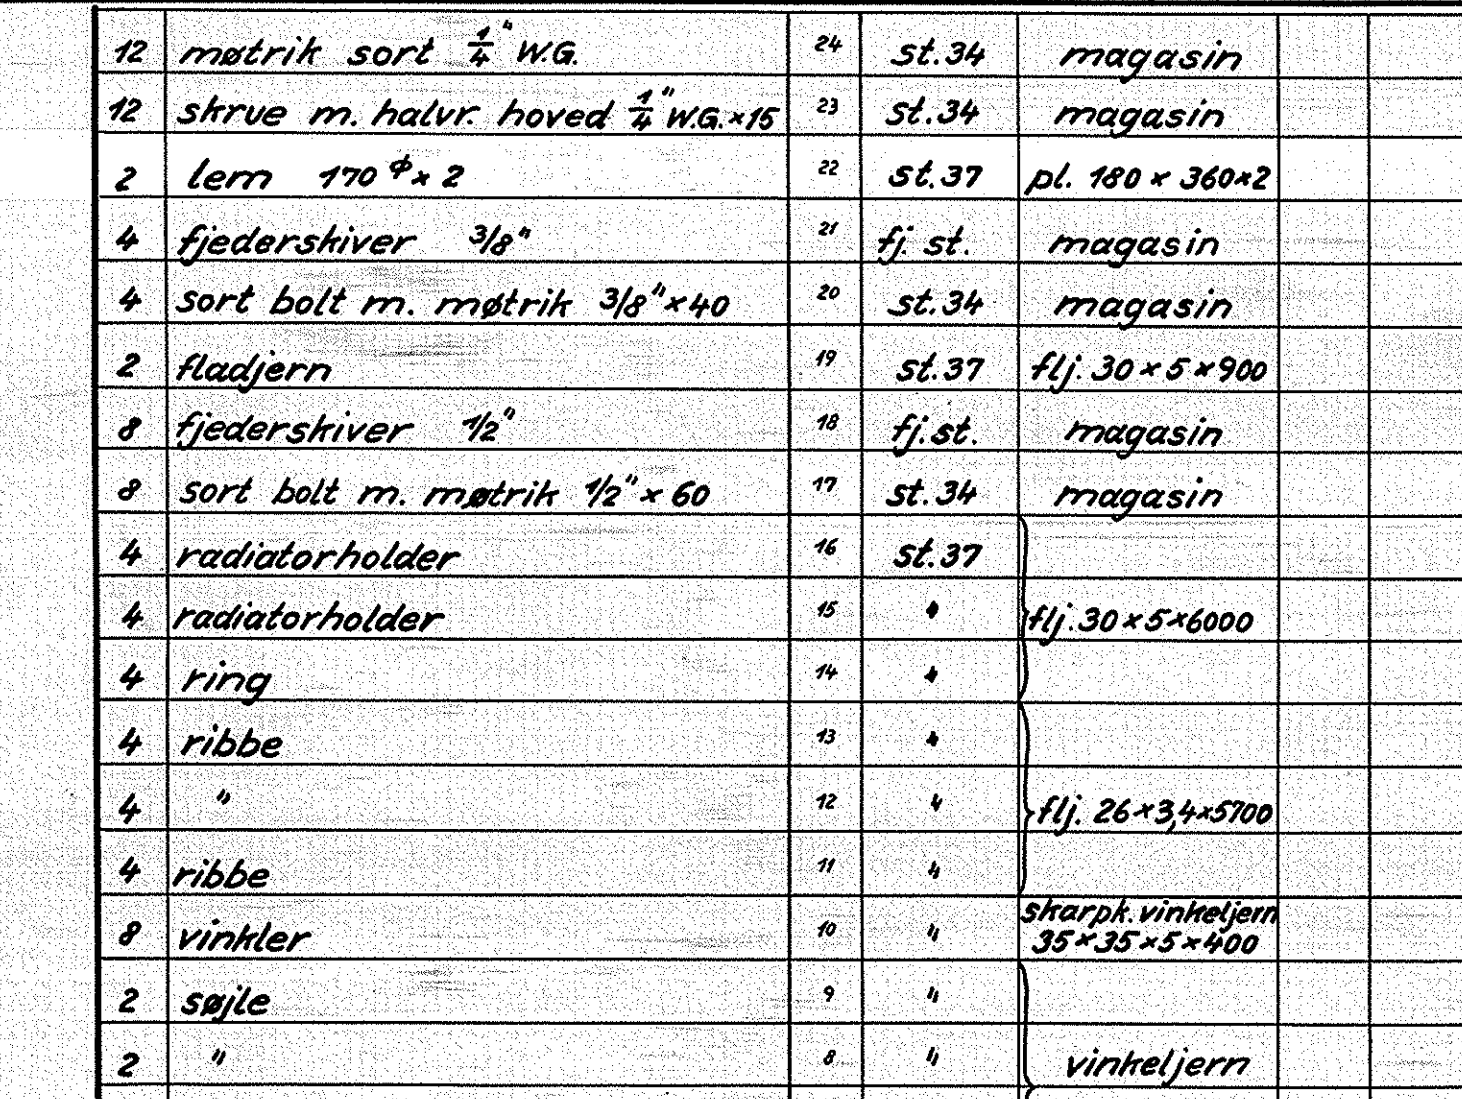 12 møtrik sort 1/4" W.G. 24 st.34 magasin
12 skrue m. halvr. hoved 1/4" W.G.×15 23 st.34 magasin
2 lem 170 φ× 2 22 st.37 pl. 180 × 360×2
4 fjederskiver 3/8" 21 fj. st. magasin
4 sort bolt m. møtrik 3/8"×40 20 st.34 magasin
2 fladjern 19 st.37 flj. 30 × 5 ×900
8 fjederskiver 1/2" 18 fj.st. magasin
8 sort bolt m. møtrik 1/2"× 60 17 st.34 magasin
4 radiatorholder 16 st.37
4 radiatorholder 15 " flj.30×5×6000
4 ring 14 "
4 ribbe 13 "
4 " 12 " flj. 26×3,4×5700
4 ribbe 11 "
8 vinkler 10 " skarpk. vinkeljern
35×35×5×400
2 søjle 9 "
2 " 8 " vinkeljern